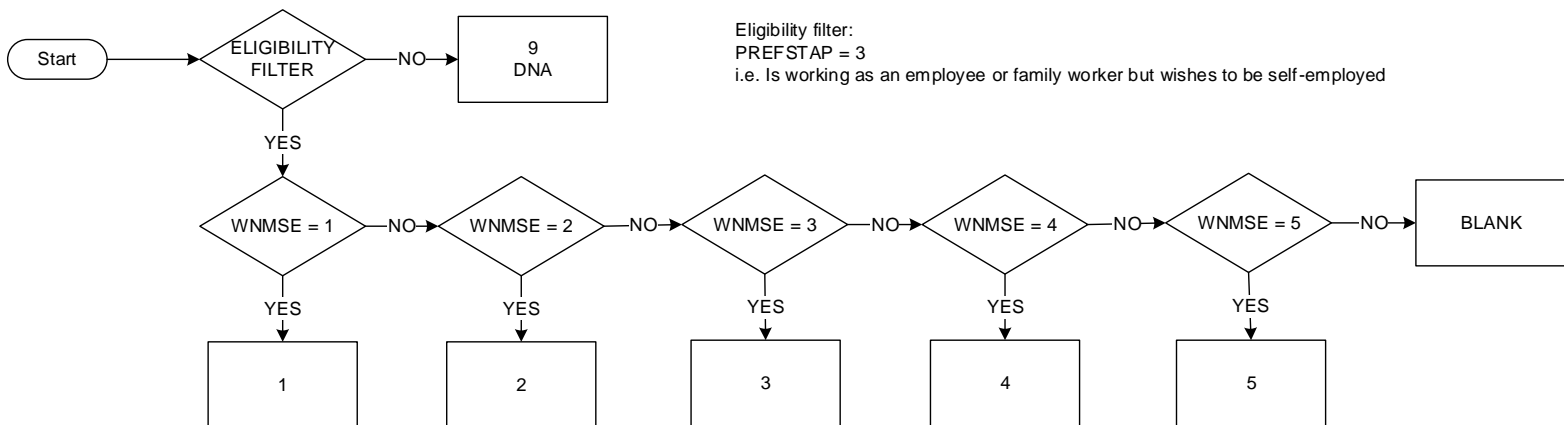 Start
ELIGIBILITY
FILTER
NO
9
DNA
Eligibility filter:
PREFSTAP = 3
i.e. Is working as an employee or family worker but wishes to be self-employed
YES
WNMSE = 1
NO
WNMSE = 2
NO
WNMSE = 3
NO
WNMSE = 4
NO
WNMSE = 5
NO
BLANK
YES
YES
YES
YES
YES
1
2
3
4
5